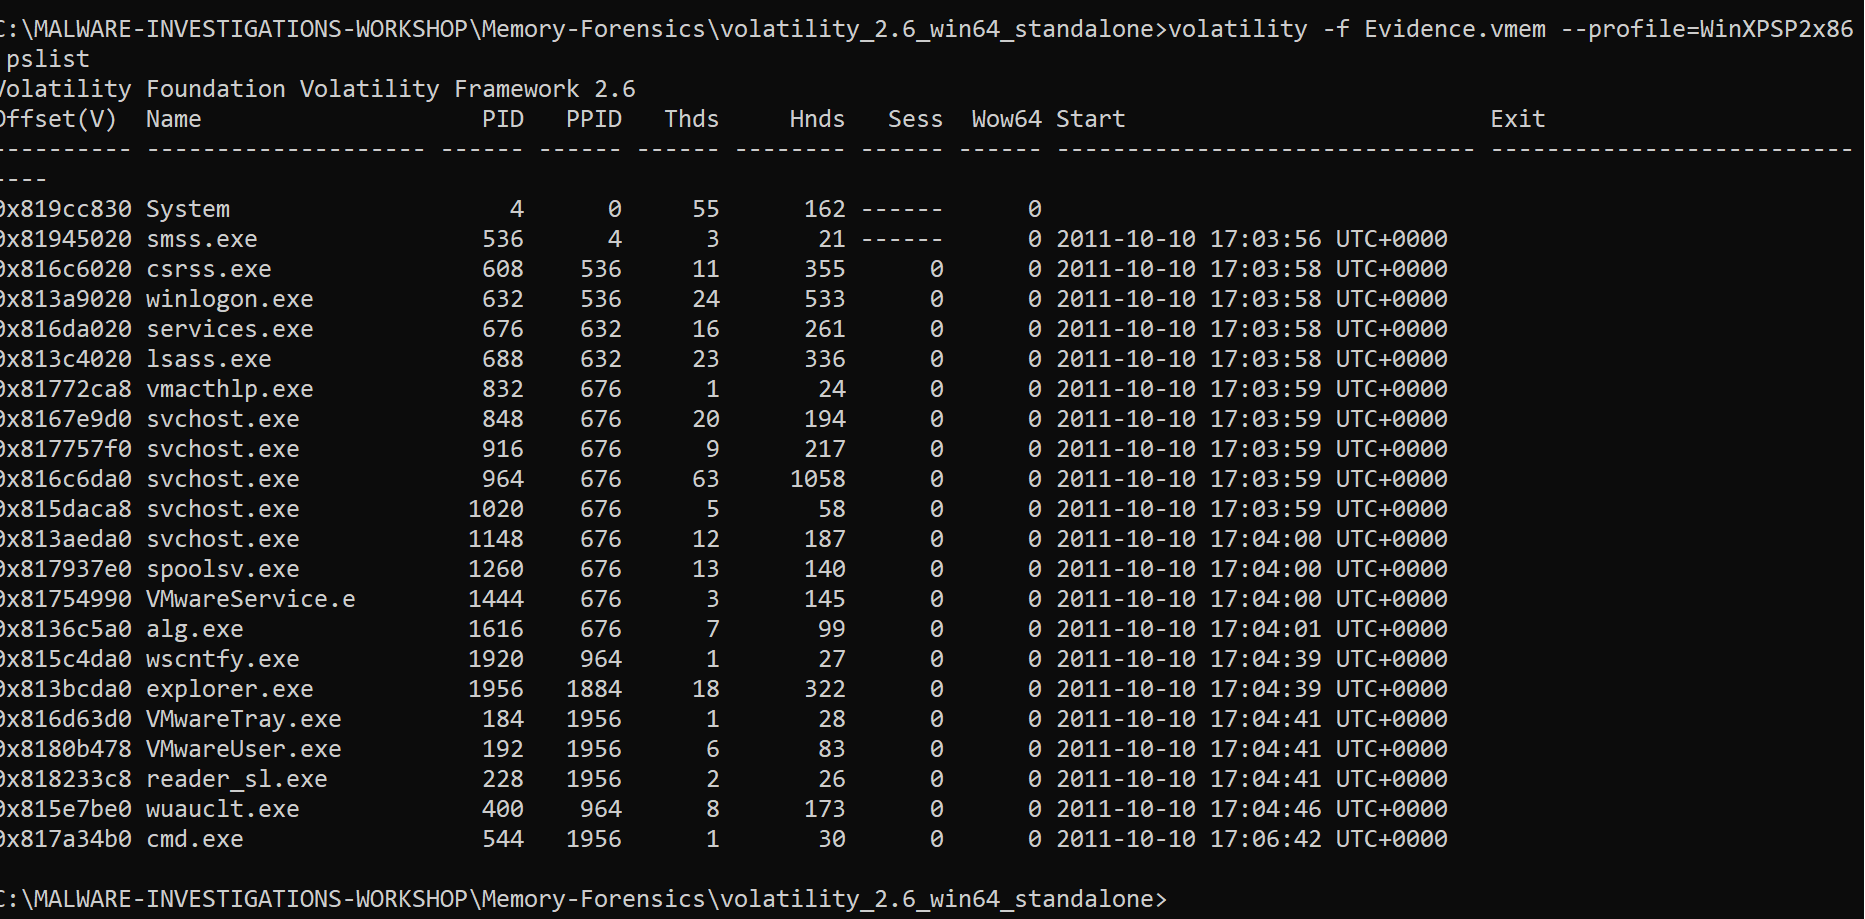 C:\MALWARE-INVESTIGATIONS-WORKSHOP\Memory-Forensics\volatility_2.6_win64_standalone>volatility -f Evidence.vmem --profile=WinXPSP2x86
 pslist
Volatility Foundation Volatility Framework 2.6
Offset(V)  Name                    PID   PPID   Thds     Hnds   Sess  Wow64 Start                          Exit
---------- -------------------- ------ ------ ------ -------- ------ ------ ------------------------------ --------------------------
----
0x819cc830 System                    4      0     55      162 ------      0
0x81945020 smss.exe                536      4      3       21 ------      0 2011-10-10 17:03:56 UTC+0000
0x816c6020 csrss.exe               608    536     11      355      0      0 2011-10-10 17:03:58 UTC+0000
0x813a9020 winlogon.exe            632    536     24      533      0      0 2011-10-10 17:03:58 UTC+0000
0x816da020 services.exe            676    632     16      261      0      0 2011-10-10 17:03:58 UTC+0000
0x813c4020 lsass.exe               688    632     23      336      0      0 2011-10-10 17:03:58 UTC+0000
0x81772ca8 vmacthlp.exe            832    676      1       24      0      0 2011-10-10 17:03:59 UTC+0000
0x8167e9d0 svchost.exe             848    676     20      194      0      0 2011-10-10 17:03:59 UTC+0000
0x817757f0 svchost.exe             916    676      9      217      0      0 2011-10-10 17:03:59 UTC+0000
0x816c6da0 svchost.exe             964    676     63     1058      0      0 2011-10-10 17:03:59 UTC+0000
0x815daca8 svchost.exe            1020    676      5       58      0      0 2011-10-10 17:03:59 UTC+0000
0x813aeda0 svchost.exe            1148    676     12      187      0      0 2011-10-10 17:04:00 UTC+0000
0x817937e0 spoolsv.exe            1260    676     13      140      0      0 2011-10-10 17:04:00 UTC+0000
0x81754990 VMwareService.e        1444    676      3      145      0      0 2011-10-10 17:04:00 UTC+0000
0x8136c5a0 alg.exe                1616    676      7       99      0      0 2011-10-10 17:04:01 UTC+0000
0x815c4da0 wscntfy.exe            1920    964      1       27      0      0 2011-10-10 17:04:39 UTC+0000
0x813bcda0 explorer.exe           1956   1884     18      322      0      0 2011-10-10 17:04:39 UTC+0000
0x816d63d0 VMwareTray.exe          184   1956      1       28      0      0 2011-10-10 17:04:41 UTC+0000
0x8180b478 VMwareUser.exe          192   1956      6       83      0      0 2011-10-10 17:04:41 UTC+0000
0x818233c8 reader_sl.exe           228   1956      2       26      0      0 2011-10-10 17:04:41 UTC+0000
0x815e7be0 wuauclt.exe             400    964      8      173      0      0 2011-10-10 17:04:46 UTC+0000
0x817a34b0 cmd.exe                 544   1956      1       30      0      0 2011-10-10 17:06:42 UTC+0000
C:\MALWARE-INVESTIGATIONS-WORKSHOP\Memory-Forensics\volatility_2.6_win64_standalone>